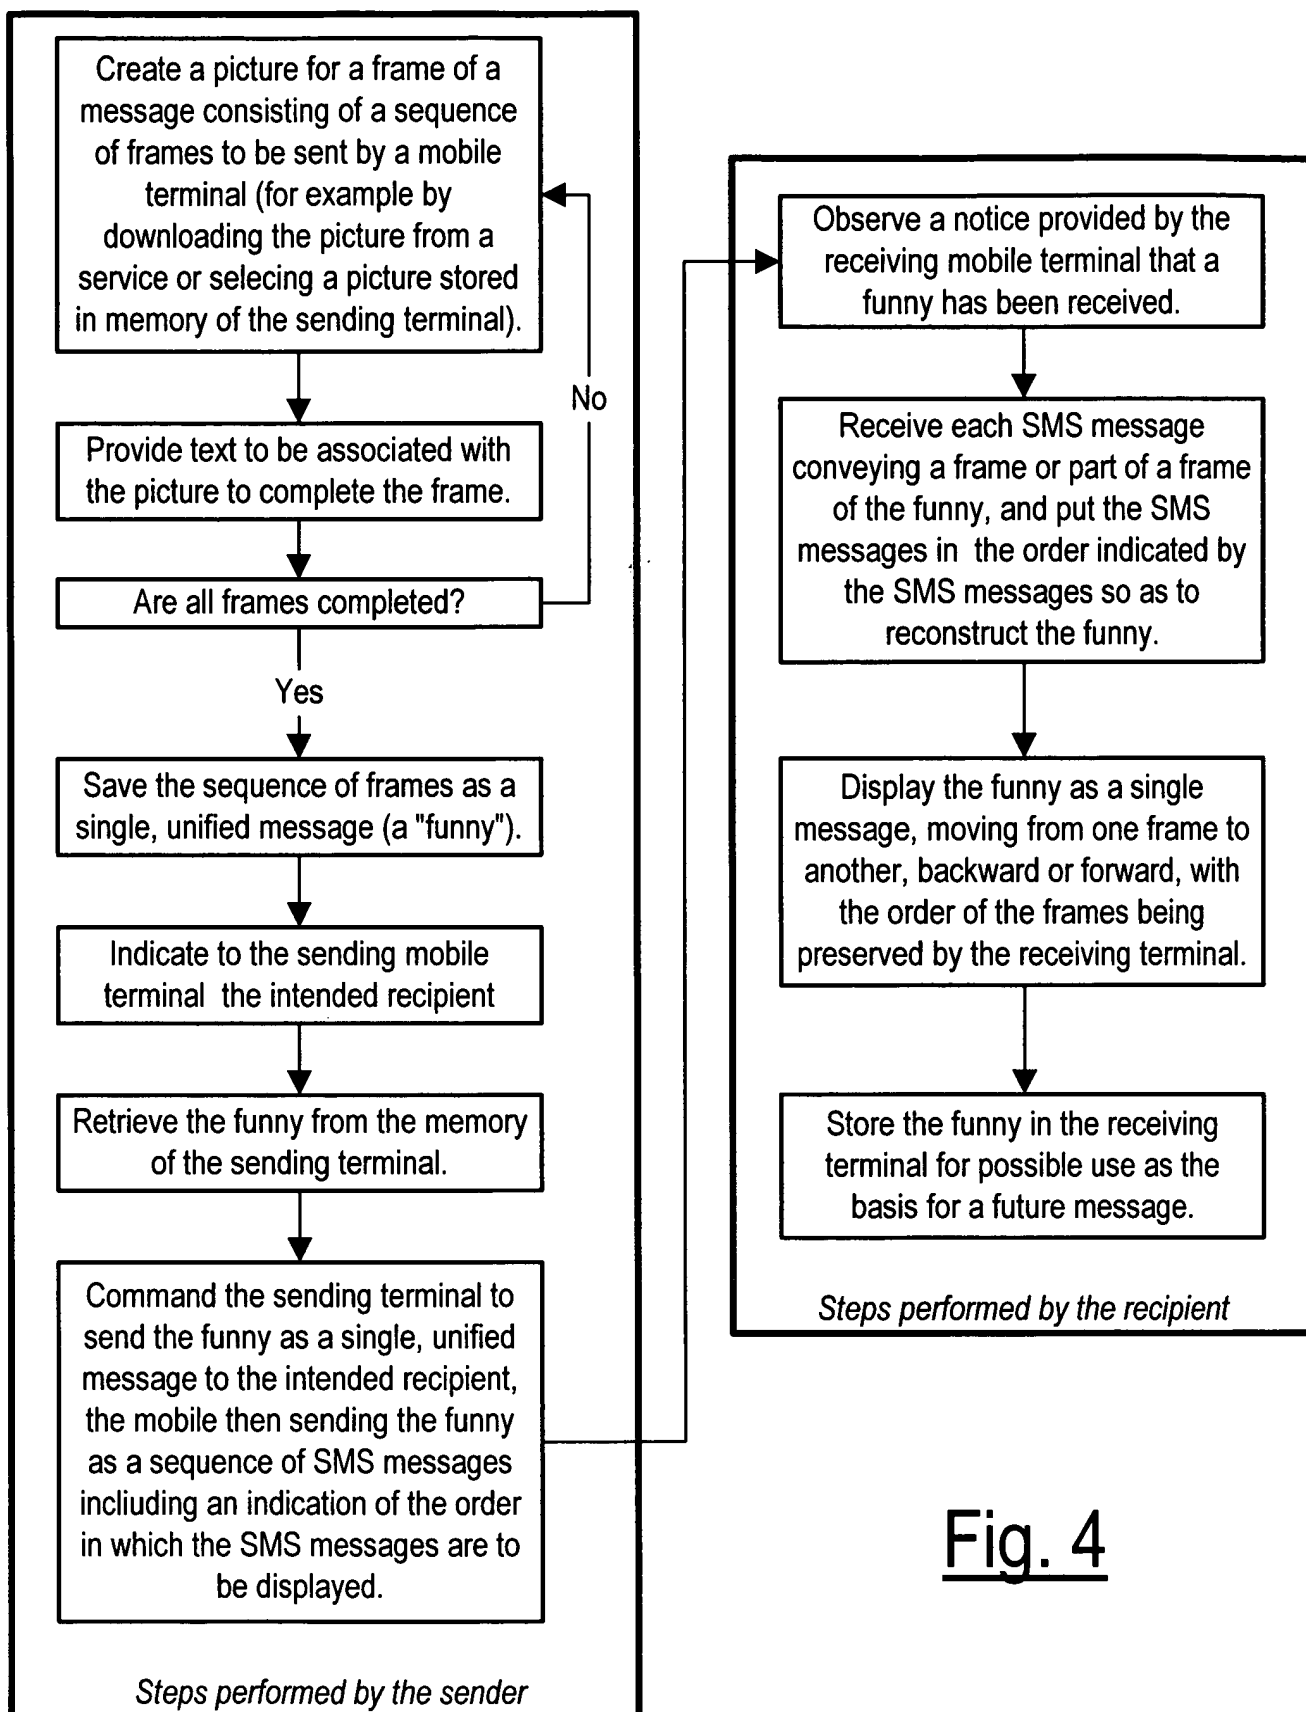 Create a picture for a frame of a
message consisting of a sequence
of frames to be sent by a mobile
terminal (for example by
downloading the picture from a
service or selecing a picture stored
in memory of the sending terminal).
No
Provide text to be associated with
the picture to complete the frame.
Are all frames completed?
Yes
Save the sequence of frames as a
single, unified message (a "funny").
Indicate to the sending mobile
terminal the intended recipient
Retrieve the funny from the memory
of the sending terminal.
Command the sending terminal to
send the funny as a single, unified
message to the intended recipient,
the mobile then sending the funny
as a sequence of SMS messages
incliuding an indication of the order
in which the SMS messages are to
be displayed.
Steps performed by the sender
Observe a notice provided by the
receiving mobile terminal that a
funny has been received.
Receive each SMS message
conveying a frame or part of a frame
of the funny, and put the SMS
messages in the order indicated by
the SMS messages so as to
reconstruct the funny.
Display the funny as a single
message, moving from one frame to
another, backward or forward, with
the order of the frames being
preserved by the receiving terminal.
Store the funny in the receiving
terminal for possible use as the
basis for a future message.
Steps performed by the recipient
Fig. 4